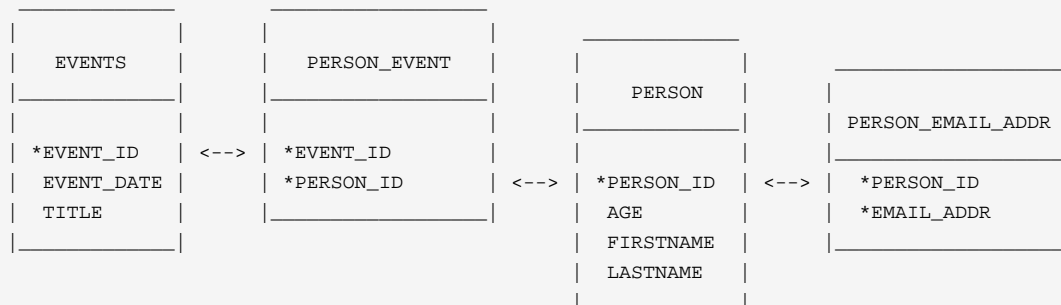 EVENTS
*EVENT_ID
EVENT_DATE
TITLE
<-->
PERSON_EVENT
*EVENT_ID
*PERSON_ID
<-->
PERSON
*PERSON_ID
AGE
FIRSTNAME
LASTNAME
<-->
PERSON_EMAIL_ADDR
*PERSON_ID
*EMAIL_ADDR